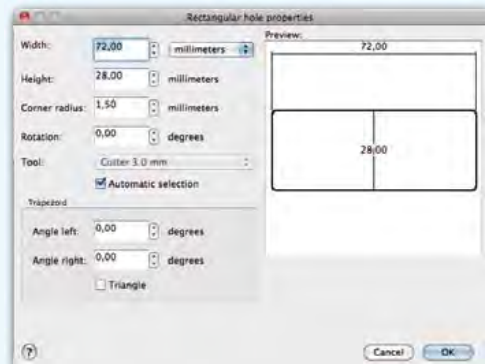 Rectangular hole properties
Width: 72,00 millimeters
Height: 28,00 millimeters
Corner radius: 1,50 millimeters
Rotation: 0,00 degrees
Tool: Cutter 3.0 mm
Automatic selection
Trapezoid
Angle left: 0,00 degrees
Angle right: 0,00 degrees
Triangle
Preview:
72,00
28,00
?
Cancel OK